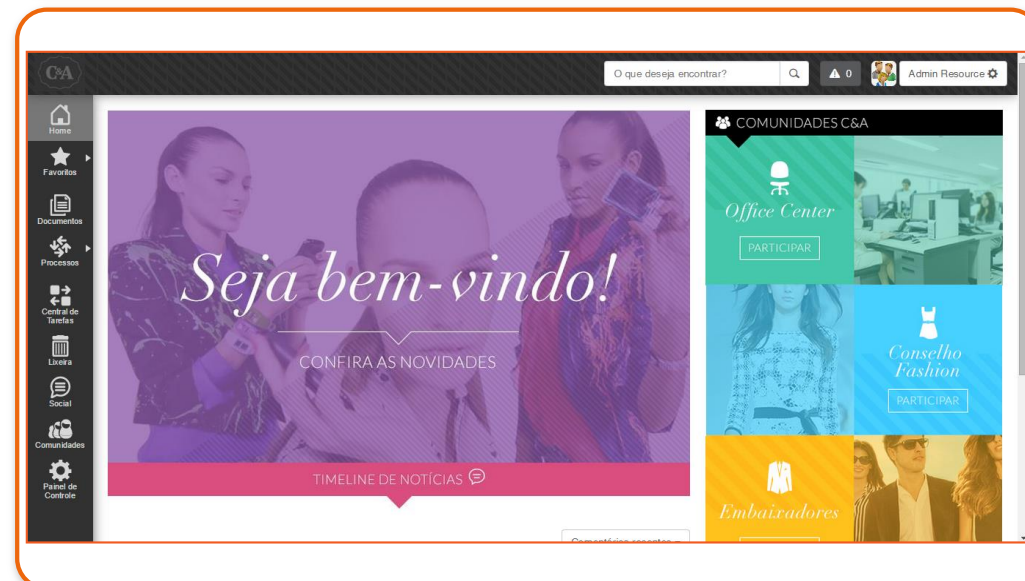 C&A
O que deseja encontrar?
0
Admin Resource
Home
Favoritos
Documentos
Processos
Central de
Tarefas
Lixeira
Social
Comunidades
Painel de
Controle
Seja bem-vindo!
CONFIRA AS NOVIDADES
TIMELINE DE NOTÍCIAS
COMUNIDADES C&A
Office Center
PARTICIPAR
Conselho
Fashion
PARTICIPAR
Embaixadores